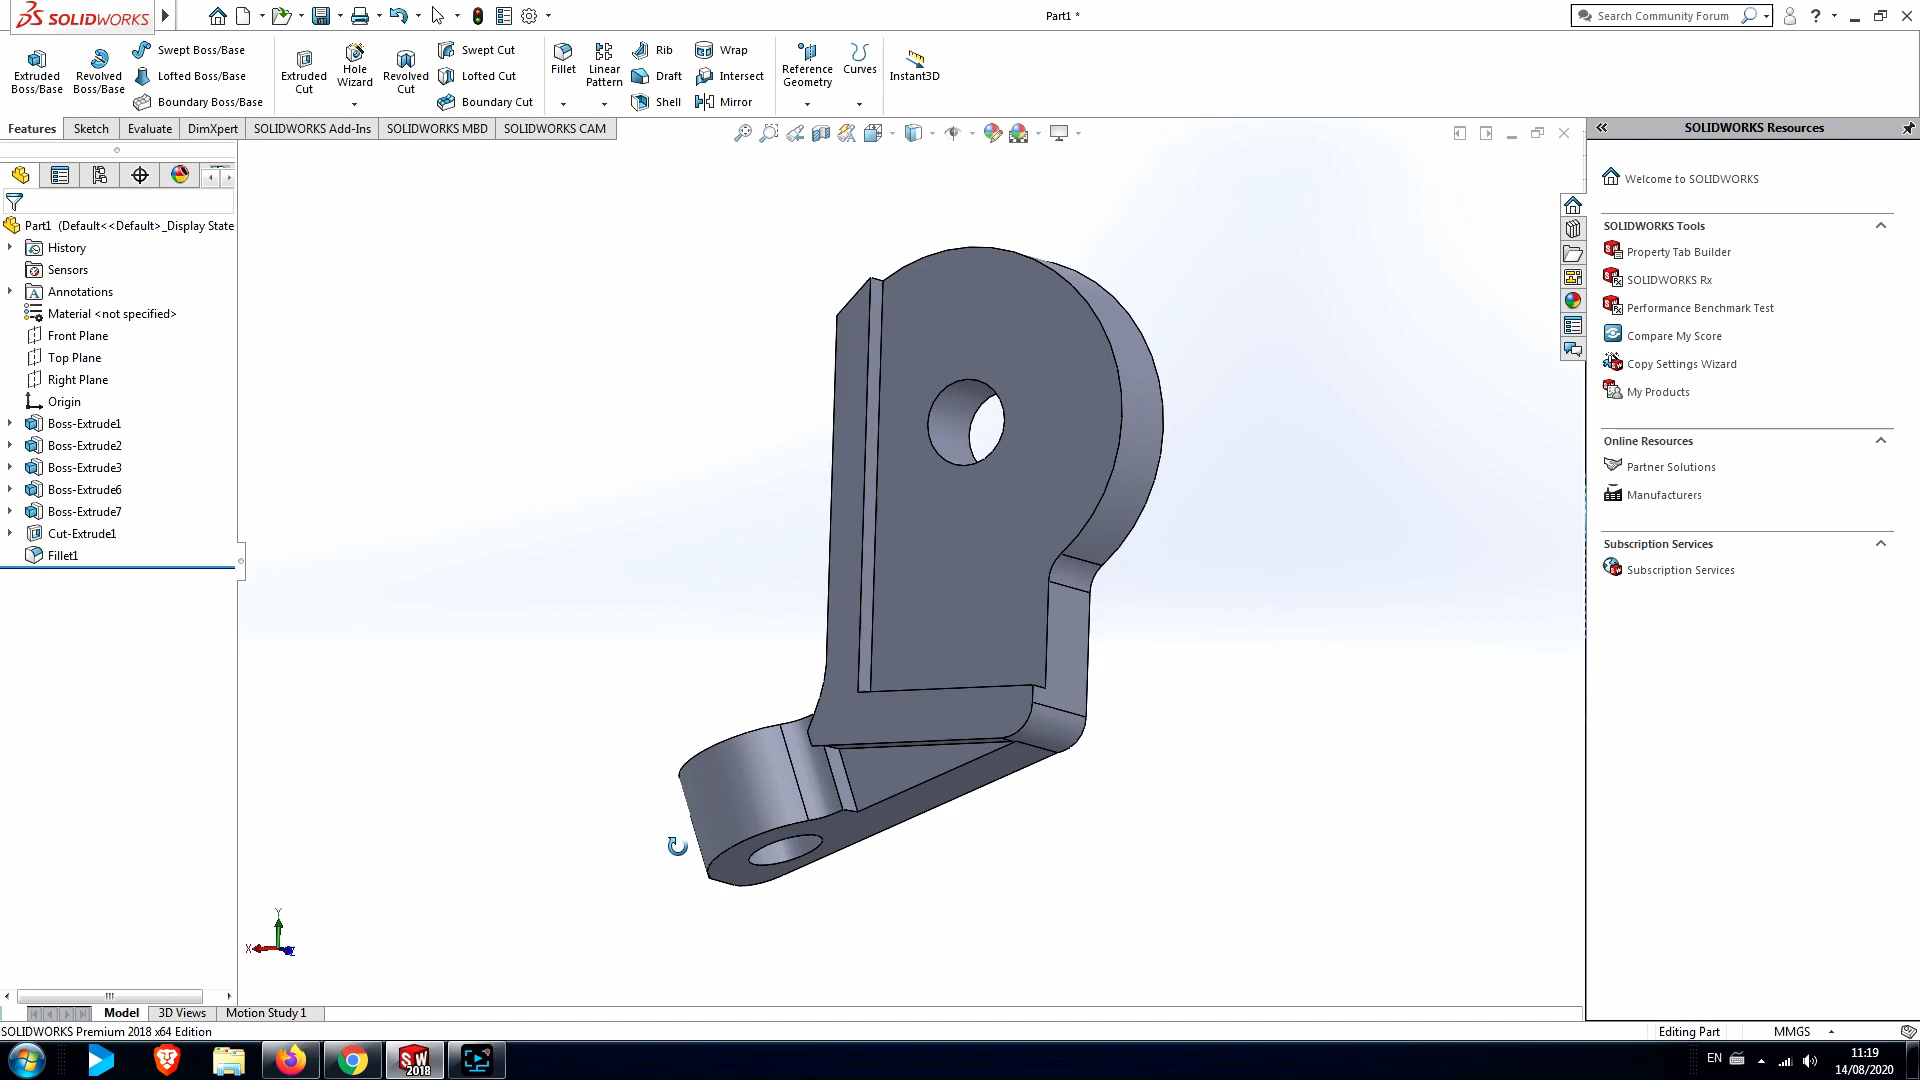 SOLIDWORKS
Part1 *
Search Community Forum
Extruded Boss/Base
Revolved Boss/Base
Swept Boss/Base
Lofted Boss/Base
Boundary Boss/Base
Extruded Cut
Hole Wizard
Revolved Cut
Swept Cut
Lofted Cut
Boundary Cut
Fillet
Linear Pattern
Rib
Draft
Shell
Wrap
Intersect
Mirror
Reference Geometry
Curves
Instant3D
Features
Sketch
Evaluate
DimXpert
SOLIDWORKS Add-Ins
SOLIDWORKS MBD
SOLIDWORKS CAM
Part1 (Default<<Default>_Display State
History
Sensors
Annotations
Material <not specified>
Front Plane
Top Plane
Right Plane
Origin
Boss-Extrude1
Boss-Extrude2
Boss-Extrude3
Boss-Extrude6
Boss-Extrude7
Cut-Extrude1
Fillet1
Y
X
Z
SOLIDWORKS Resources
Welcome to SOLIDWORKS
SOLIDWORKS Tools
Property Tab Builder
SOLIDWORKS Rx
Performance Benchmark Test
Compare My Score
Copy Settings Wizard
My Products
Online Resources
Partner Solutions
Manufacturers
Subscription Services
Subscription Services
Model
3D Views
Motion Study 1
SOLIDWORKS Premium 2018 x64 Edition
Editing Part
MMGS
SW
2018
EN
11:19
14/08/2020